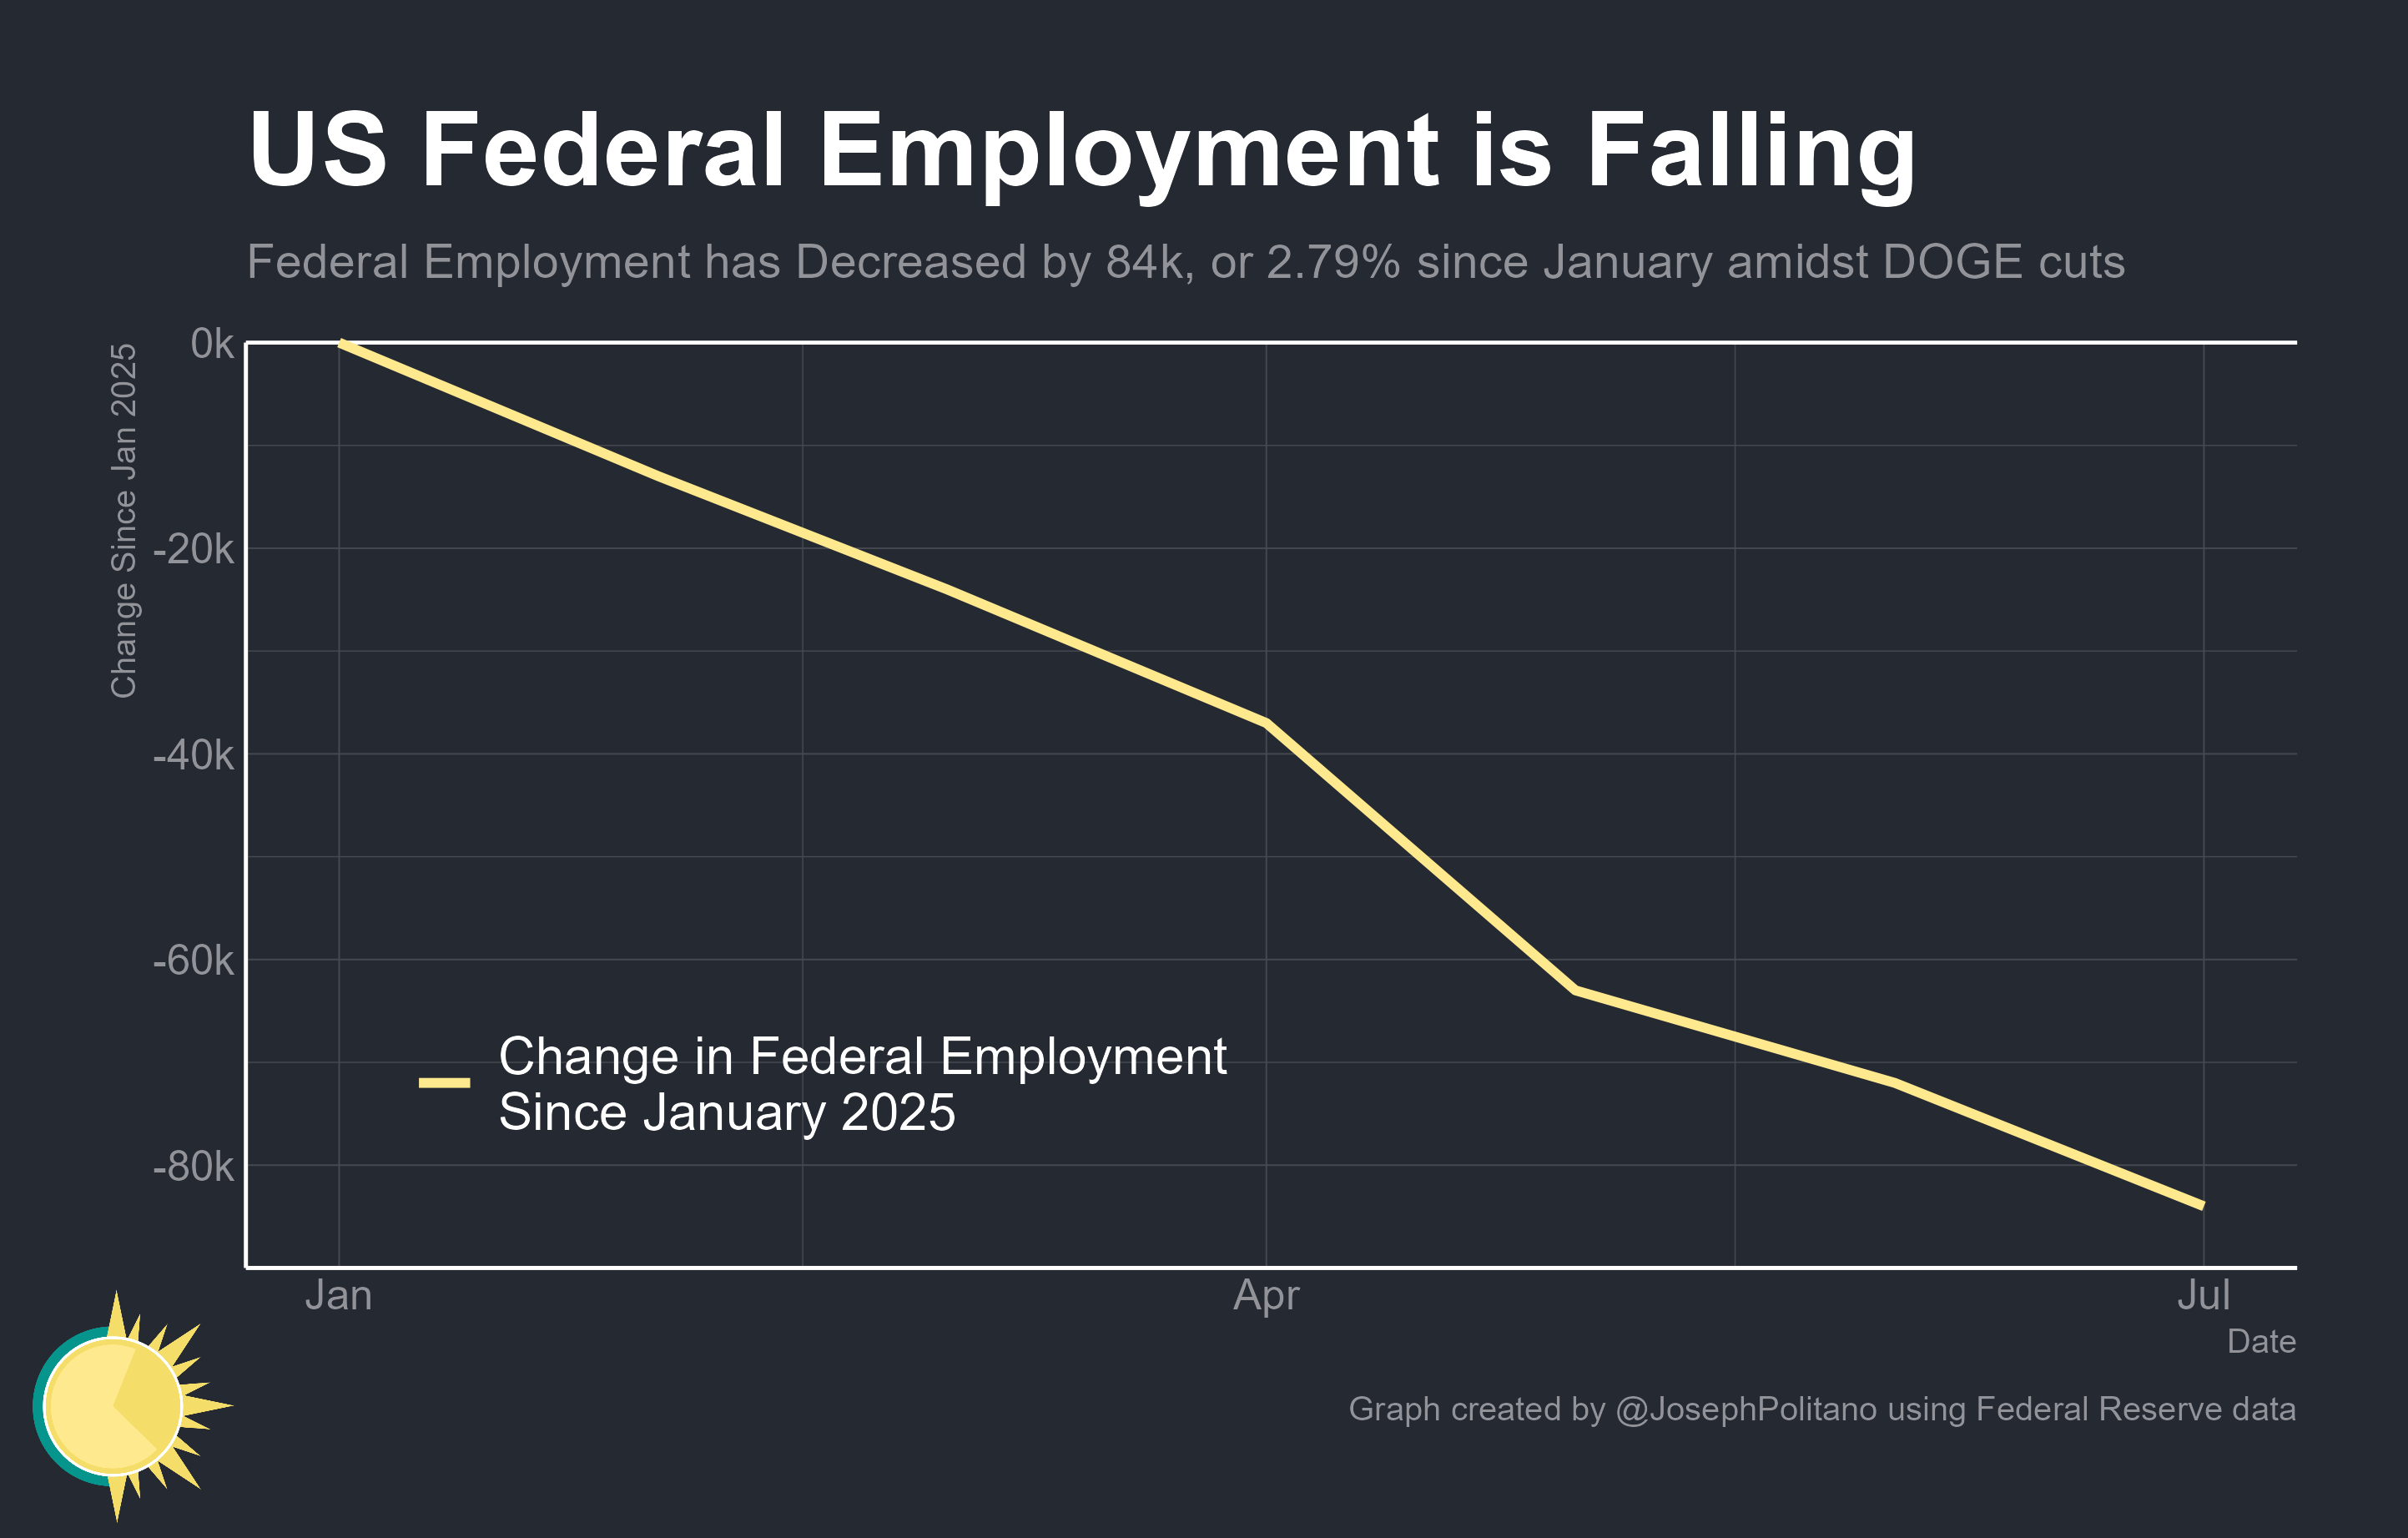 US Federal Employment is Falling
Federal Employment has Decreased by 84k, or 2.79% since January amidst DOGE cuts
Change Since Jan 2025
0k
-20k
-40k
-60k
-80k
Change in Federal Employment
Since January 2025
Jan
Apr
Jul
Date
Graph created by @JosephPolitano using Federal Reserve data